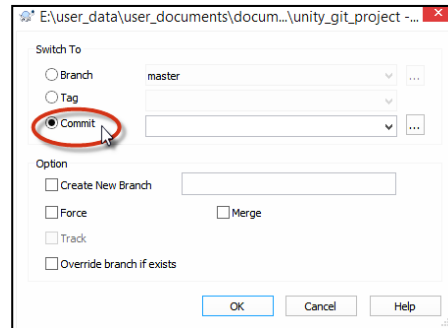 E:\user_data\user_documents\docum...\unity_git_project -...
Switch To
Branch master ...
Tag
Commit ...
Option
Create New Branch
Force Merge
Track
Override branch if exists
OK Cancel Help